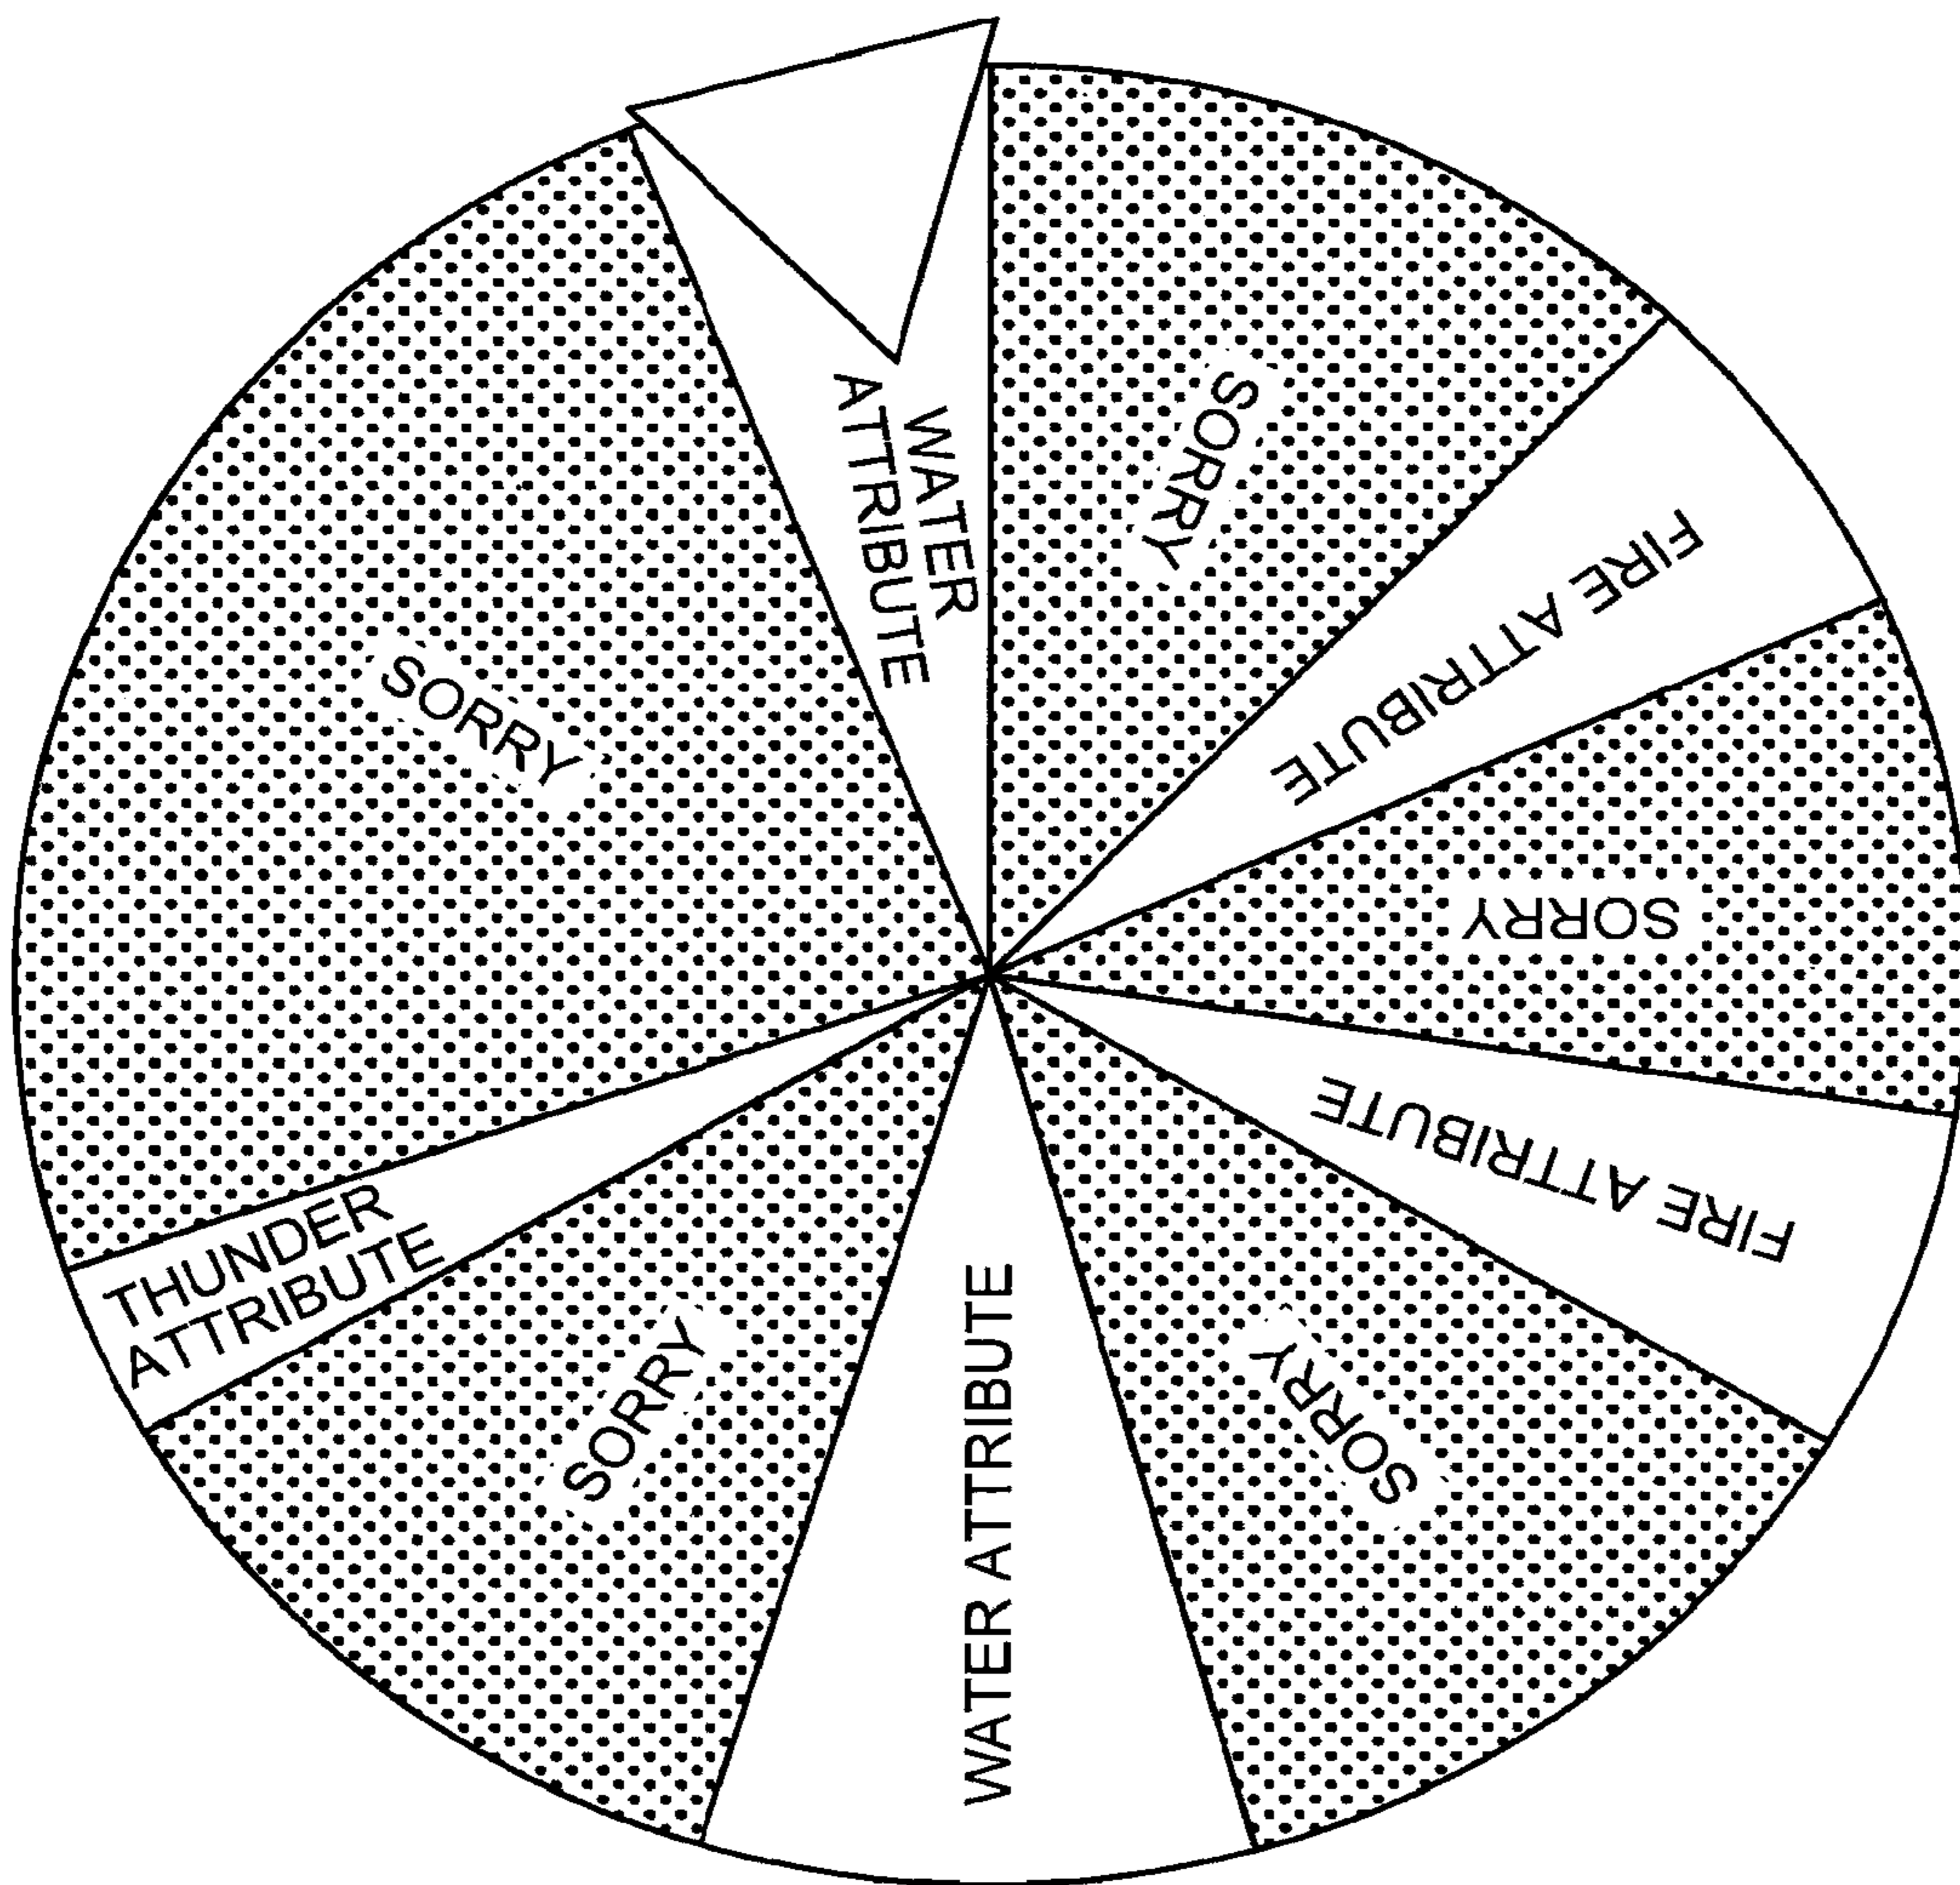 WATER
ATTRIBUTE
SORRY
FIRE ATTRIBUTE
SORRY
FIRE ATTRIBUTE
SORRY
WATER ATTRIBUTE
SORRY
THUNDER
ATTRIBUTE
SORRY